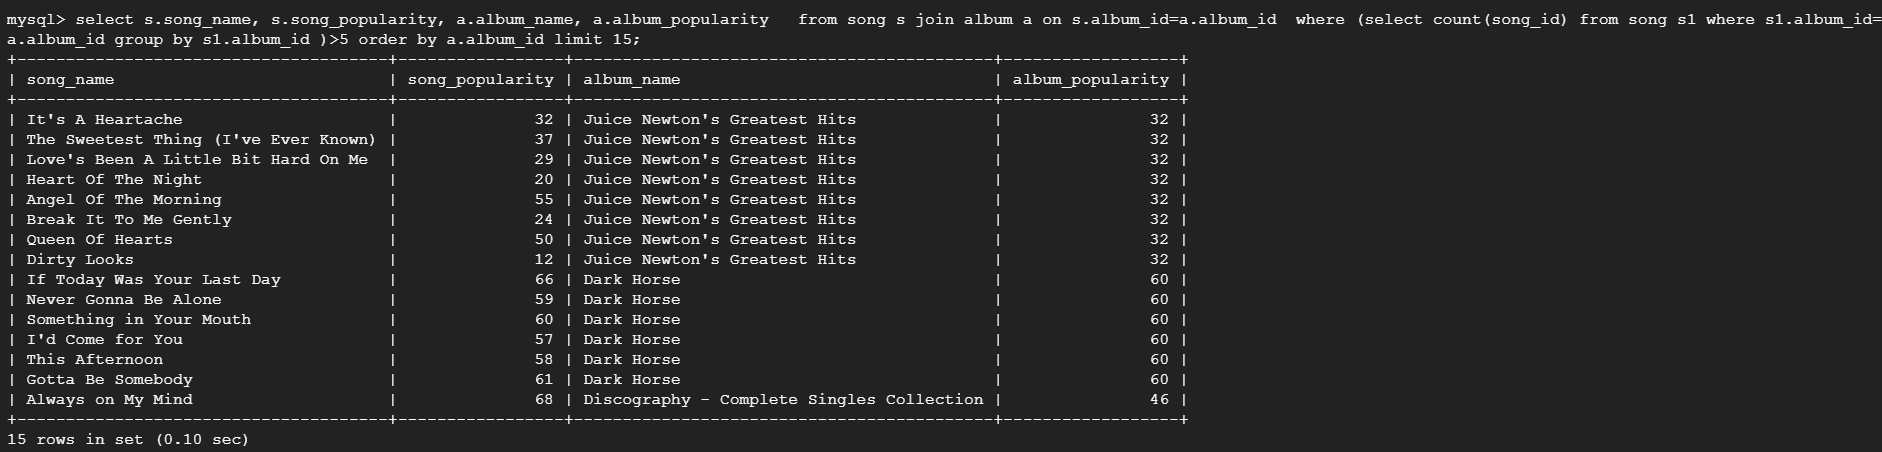 mysql> select s.song_name, s.song_popularity, a.album_name, a.album_popularity   from song s join album a on s.album_id=a.album_id  where (select count(song_id) from song s1 where s1.album_id=
a.album_id group by s1.album_id )>5 order by a.album_id limit 15;
+--------------------------------------+-----------------+-------------------------------------------+------------------+
| song_name                            | song_popularity | album_name                                | album_popularity |
+--------------------------------------+-----------------+-------------------------------------------+------------------+
| It's A Heartache                     |              32 | Juice Newton's Greatest Hits              |               32 |
| The Sweetest Thing (I've Ever Known) |              37 | Juice Newton's Greatest Hits              |               32 |
| Love's Been A Little Bit Hard On Me  |              29 | Juice Newton's Greatest Hits              |               32 |
| Heart Of The Night                   |              20 | Juice Newton's Greatest Hits              |               32 |
| Angel Of The Morning                 |              55 | Juice Newton's Greatest Hits              |               32 |
| Break It To Me Gently                |              24 | Juice Newton's Greatest Hits              |               32 |
| Queen Of Hearts                      |              50 | Juice Newton's Greatest Hits              |               32 |
| Dirty Looks                          |              12 | Juice Newton's Greatest Hits              |               32 |
| If Today Was Your Last Day           |              66 | Dark Horse                                |               60 |
| Never Gonna Be Alone                 |              59 | Dark Horse                                |               60 |
| Something in Your Mouth              |              60 | Dark Horse                                |               60 |
| I'd Come for You                     |              57 | Dark Horse                                |               60 |
| This Afternoon                       |              58 | Dark Horse                                |               60 |
| Gotta Be Somebody                    |              61 | Dark Horse                                |               60 |
| Always on My Mind                    |              68 | Discography - Complete Singles Collection |               46 |
+--------------------------------------+-----------------+-------------------------------------------+------------------+
15 rows in set (0.10 sec)